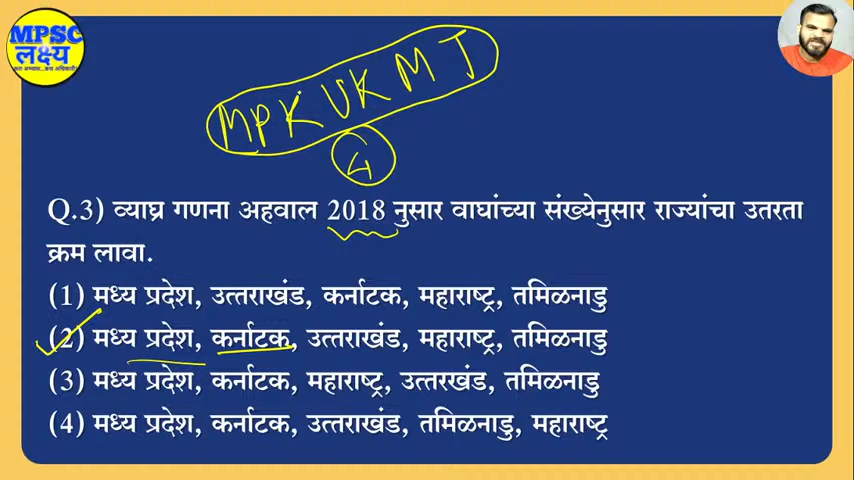 MPSC
लक्ष्य
MPK UK M T
Q.3) व्याघ्र गणना अहवाल 2018 नुसार वाघांच्या संख्येनुसार राज्यांचा उतरता
क्रम लावा.
(1) मध्य प्रदेश, उत्तराखंड, कर्नाटक, महाराष्ट्र, तमिळनाडु
(2) मध्य प्रदेश, कर्नाटक, उत्तराखंड, महाराष्ट्र, तमिळनाडु
(3) मध्य प्रदेश, कर्नाटक, महाराष्ट्र, उत्तरखंड, तमिळनाडु
(4) मध्य प्रदेश, कर्नाटक, उत्तराखंड, तमिळनाडु, महाराष्ट्र